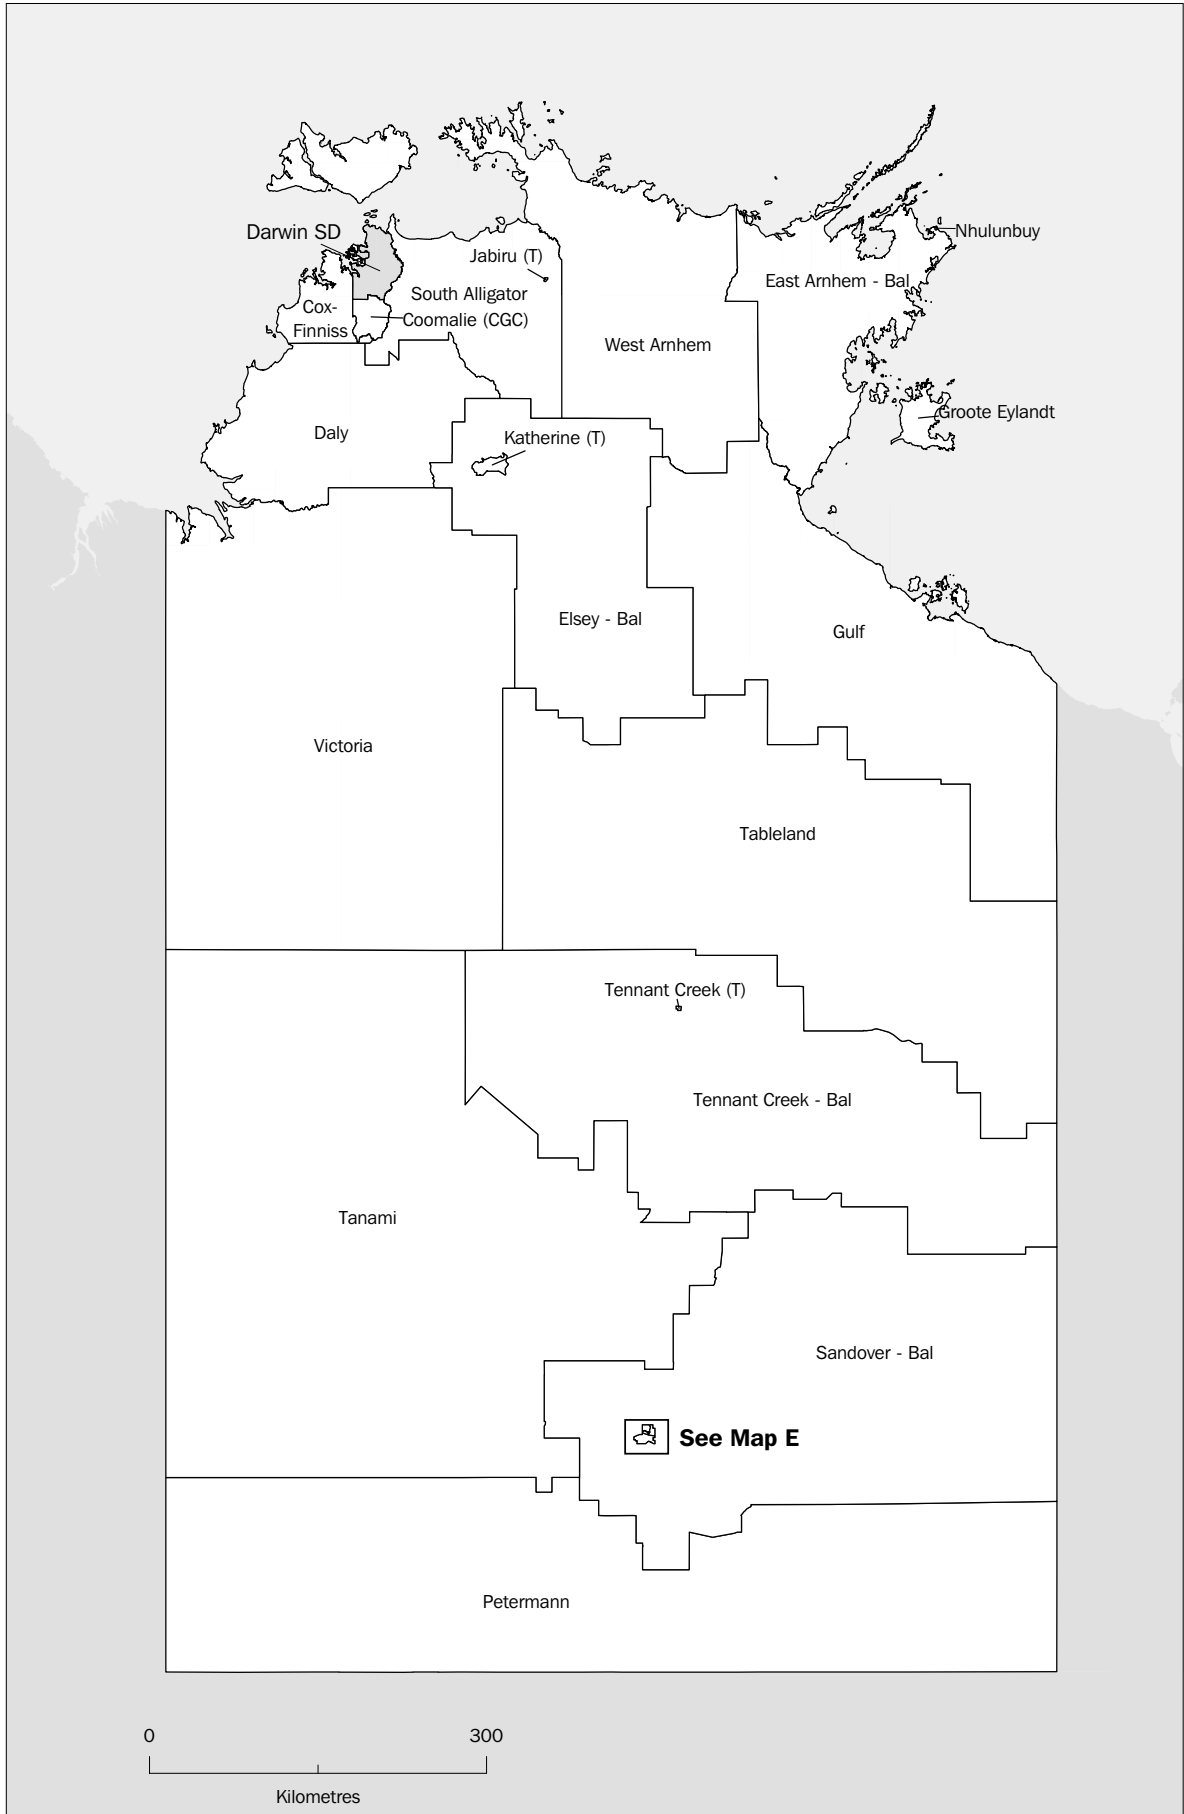 Darwin SD
Nhulunbuy
Jabiru (T)
East Arnhem - Bal
South Alligator
Cox-
Finniss
Coomalie (CGC)
West Arnhem
Groote Eylandt
Daly
Katherine (T)
Elsey - Bal
Gulf
Victoria
Tableland
Tennant Creek (T)
Tennant Creek - Bal
Tanami
Sandover - Bal
See Map E
Petermann
0 300
Kilometres